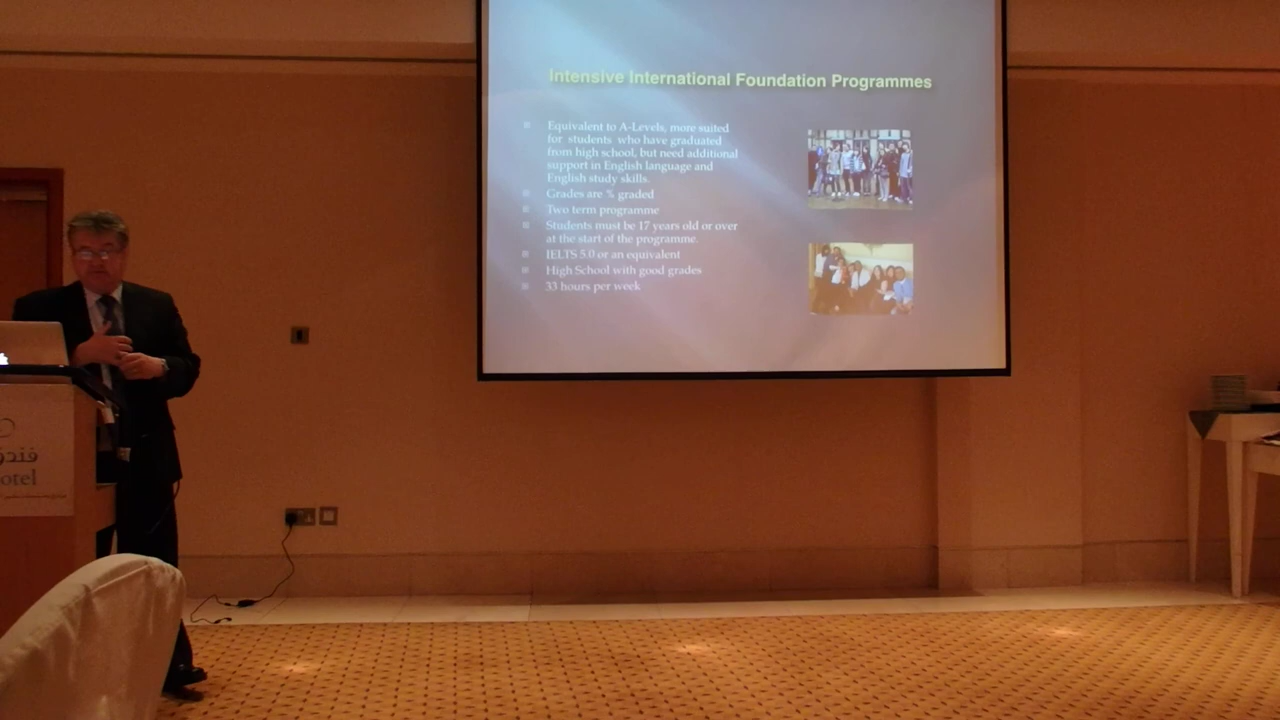 Intensive International Foundation Programmes
Equivalent to A-Levels, more suited
for students who have graduated
from high school, but need additional
support in English language and
English study skills.
Grades are % graded
Two term programme
Students must be 17 years old or over
at the start of the programme.
IELTS 5.0 or an equivalent
High School with good grades
33 hours per week
فندق
otel